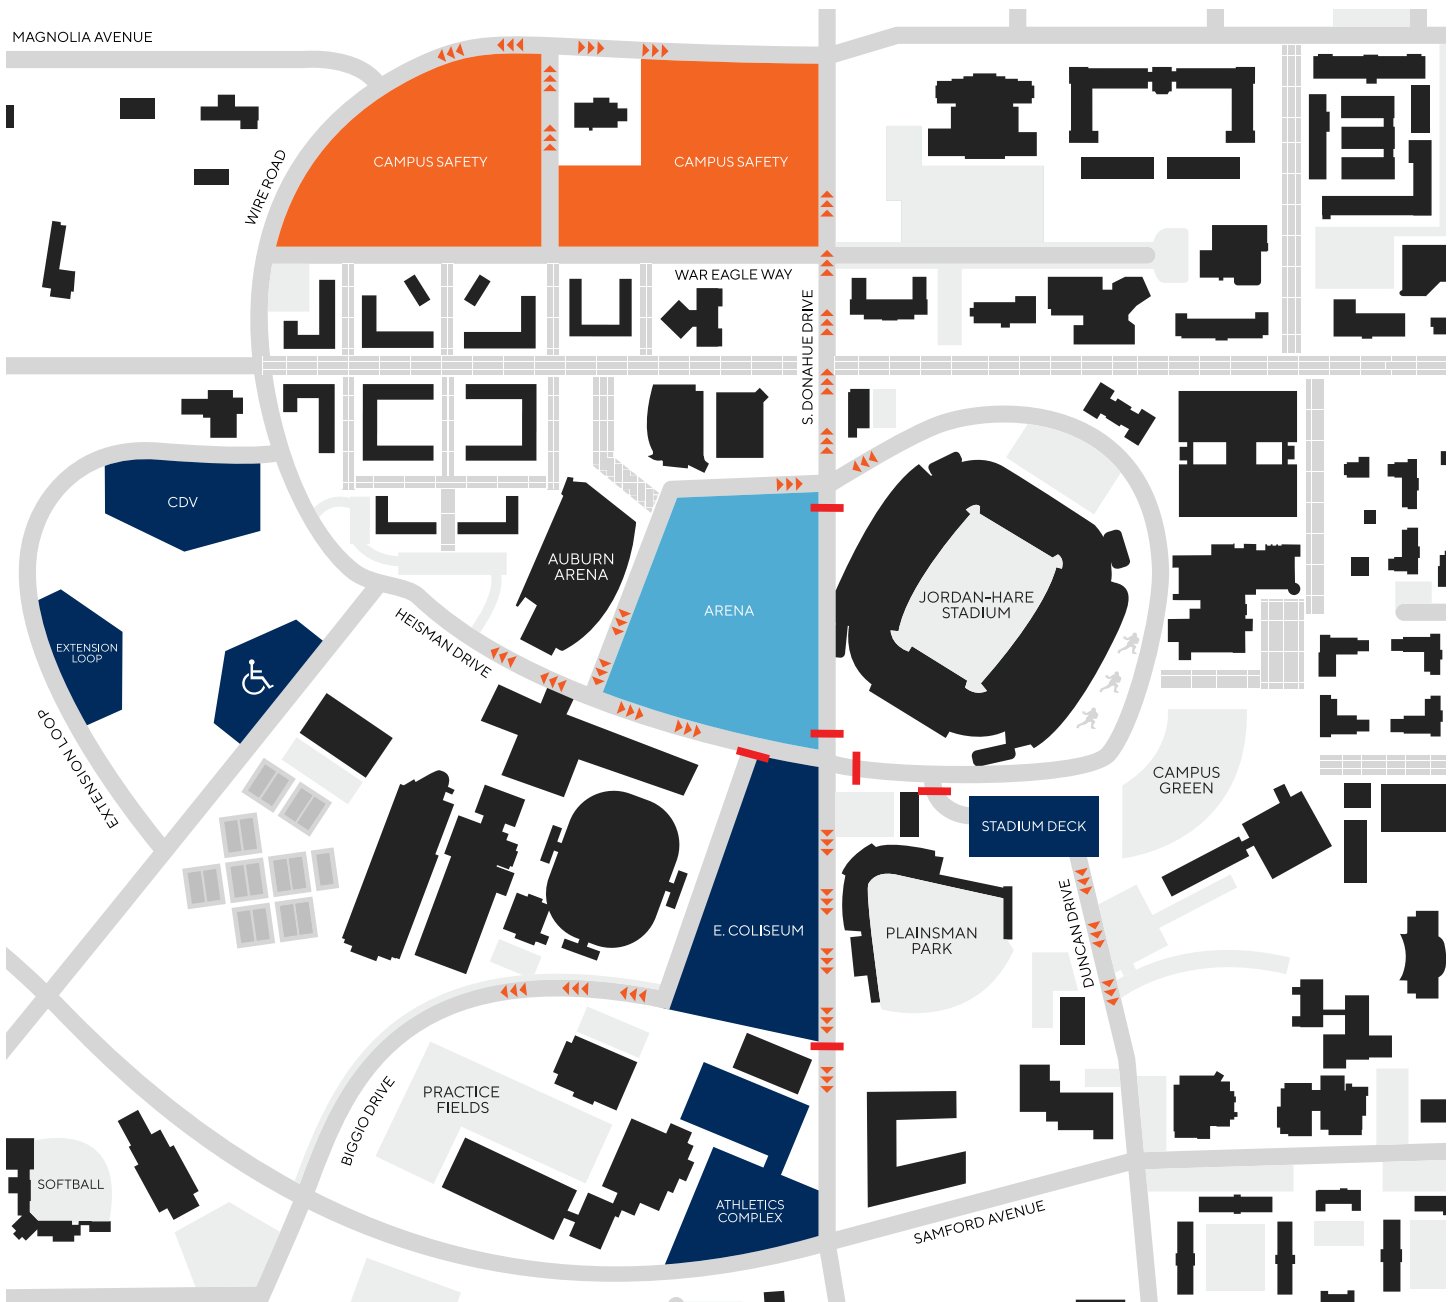 MAGNOLIA AVENUE
CAMPUS SAFETY
CAMPUS SAFETY
WIRE ROAD
WAR EAGLE WAY
S. DONAHUE DRIVE
CDV
AUBURN
ARENA
ARENA
JORDAN-HARE
STADIUM
EXTENSION
LOOP
HEISMAN DRIVE
EXTENSION LOOP
CAMPUS
GREEN
STADIUM DECK
E. COLISEUM
PLAINSMAN
PARK
DUNCAN DRIVE
PRACTICE
FIELDS
BIGGIO DRIVE
SOFTBALL
ATHLETICS
COMPLEX
SAMFORD AVENUE